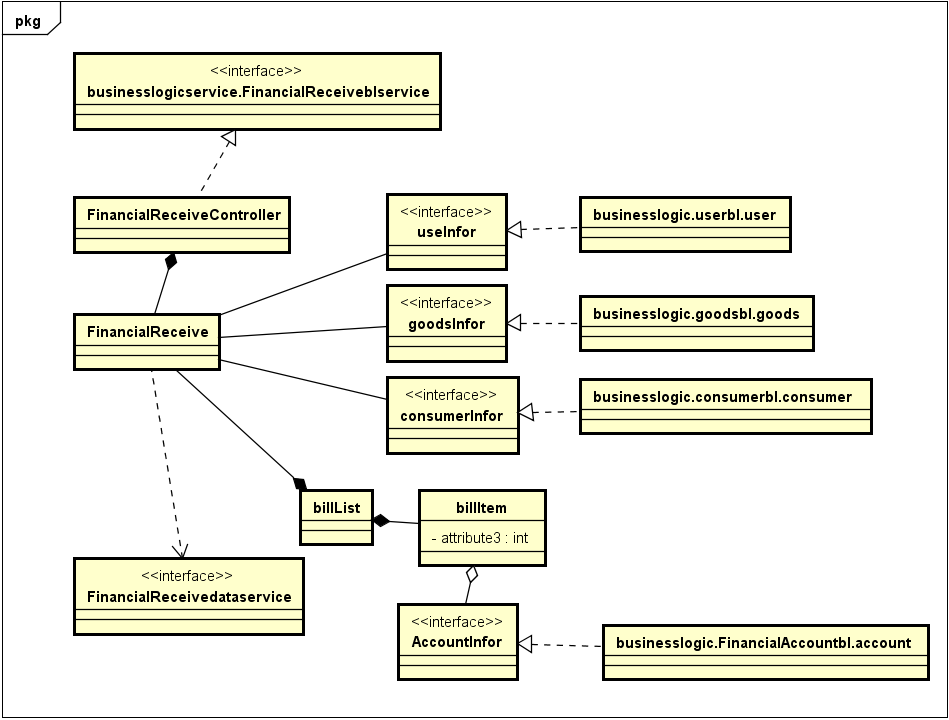 pkg
<<interface>>
businesslogicservice.FinancialReceiveblservice
FinancialReceiveController
<<interface>>
useInfor
businesslogic.userbl.user
<<interface>>
goodsInfor
businesslogic.goodsbl.goods
FinancialReceive
<<interface>>
consumerInfor
businesslogic.consumerbl.consumer
billList
billItem
- attribute3 : int
<<interface>>
FinancialReceivedataservice
<<interface>>
AccountInfor
businesslogic.FinancialAccountbl.account